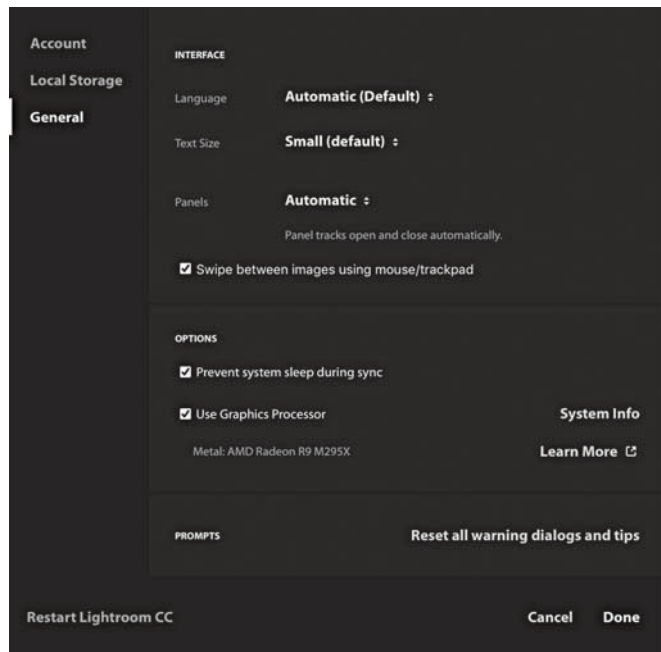 Account
Local Storage
General
INTERFACE
Language Automatic (Default)
Text Size Small (default)
Panels Automatic
Panel tracks open and close automatically.
Swipe between images using mouse/trackpad
OPTIONS
Prevent system sleep during sync
Use Graphics Processor System Info
Metal: AMD Radeon R9 M295X Learn More
PROMPTS Reset all warning dialogs and tips
Restart Lightroom CC Cancel Done